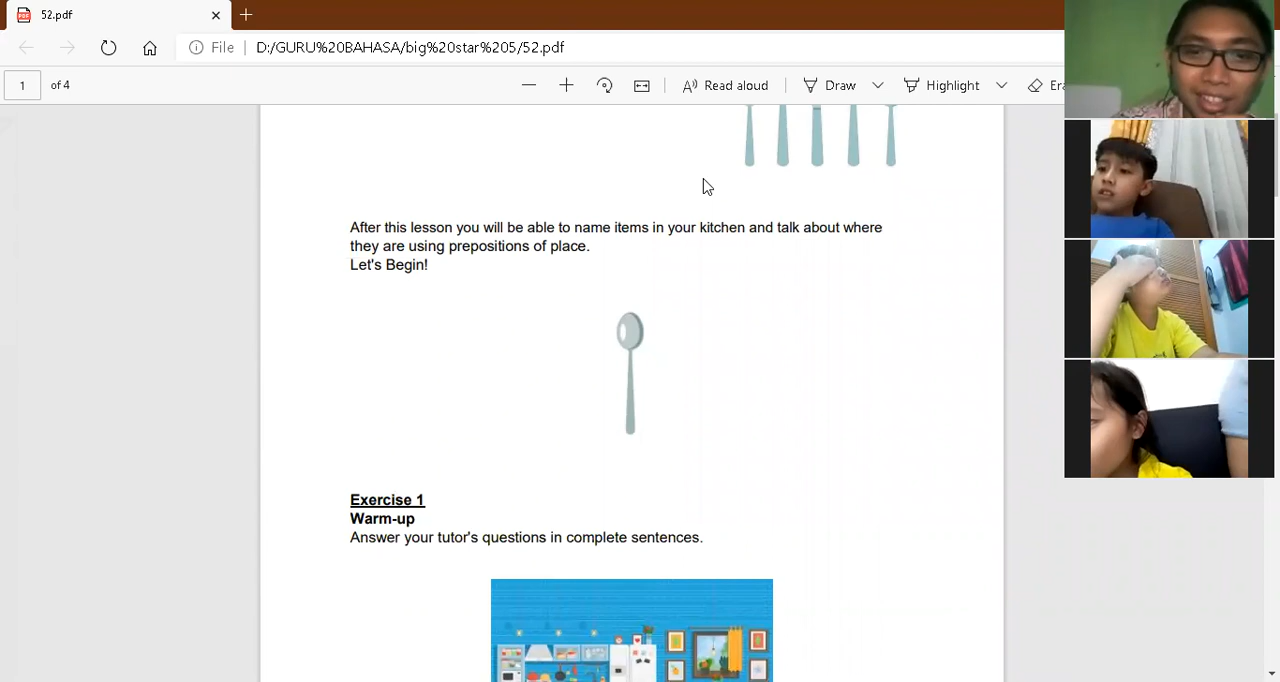 52.pdf
File D:/GURU%20BAHASA/big%20star%205/52.pdf
1 of 4 Read aloud Draw Highlight Era
After this lesson you will be able to name items in your kitchen and talk about where
they are using prepositions of place.
Let's Begin!
Exercise 1
Warm-up
Answer your tutor's questions in complete sentences.